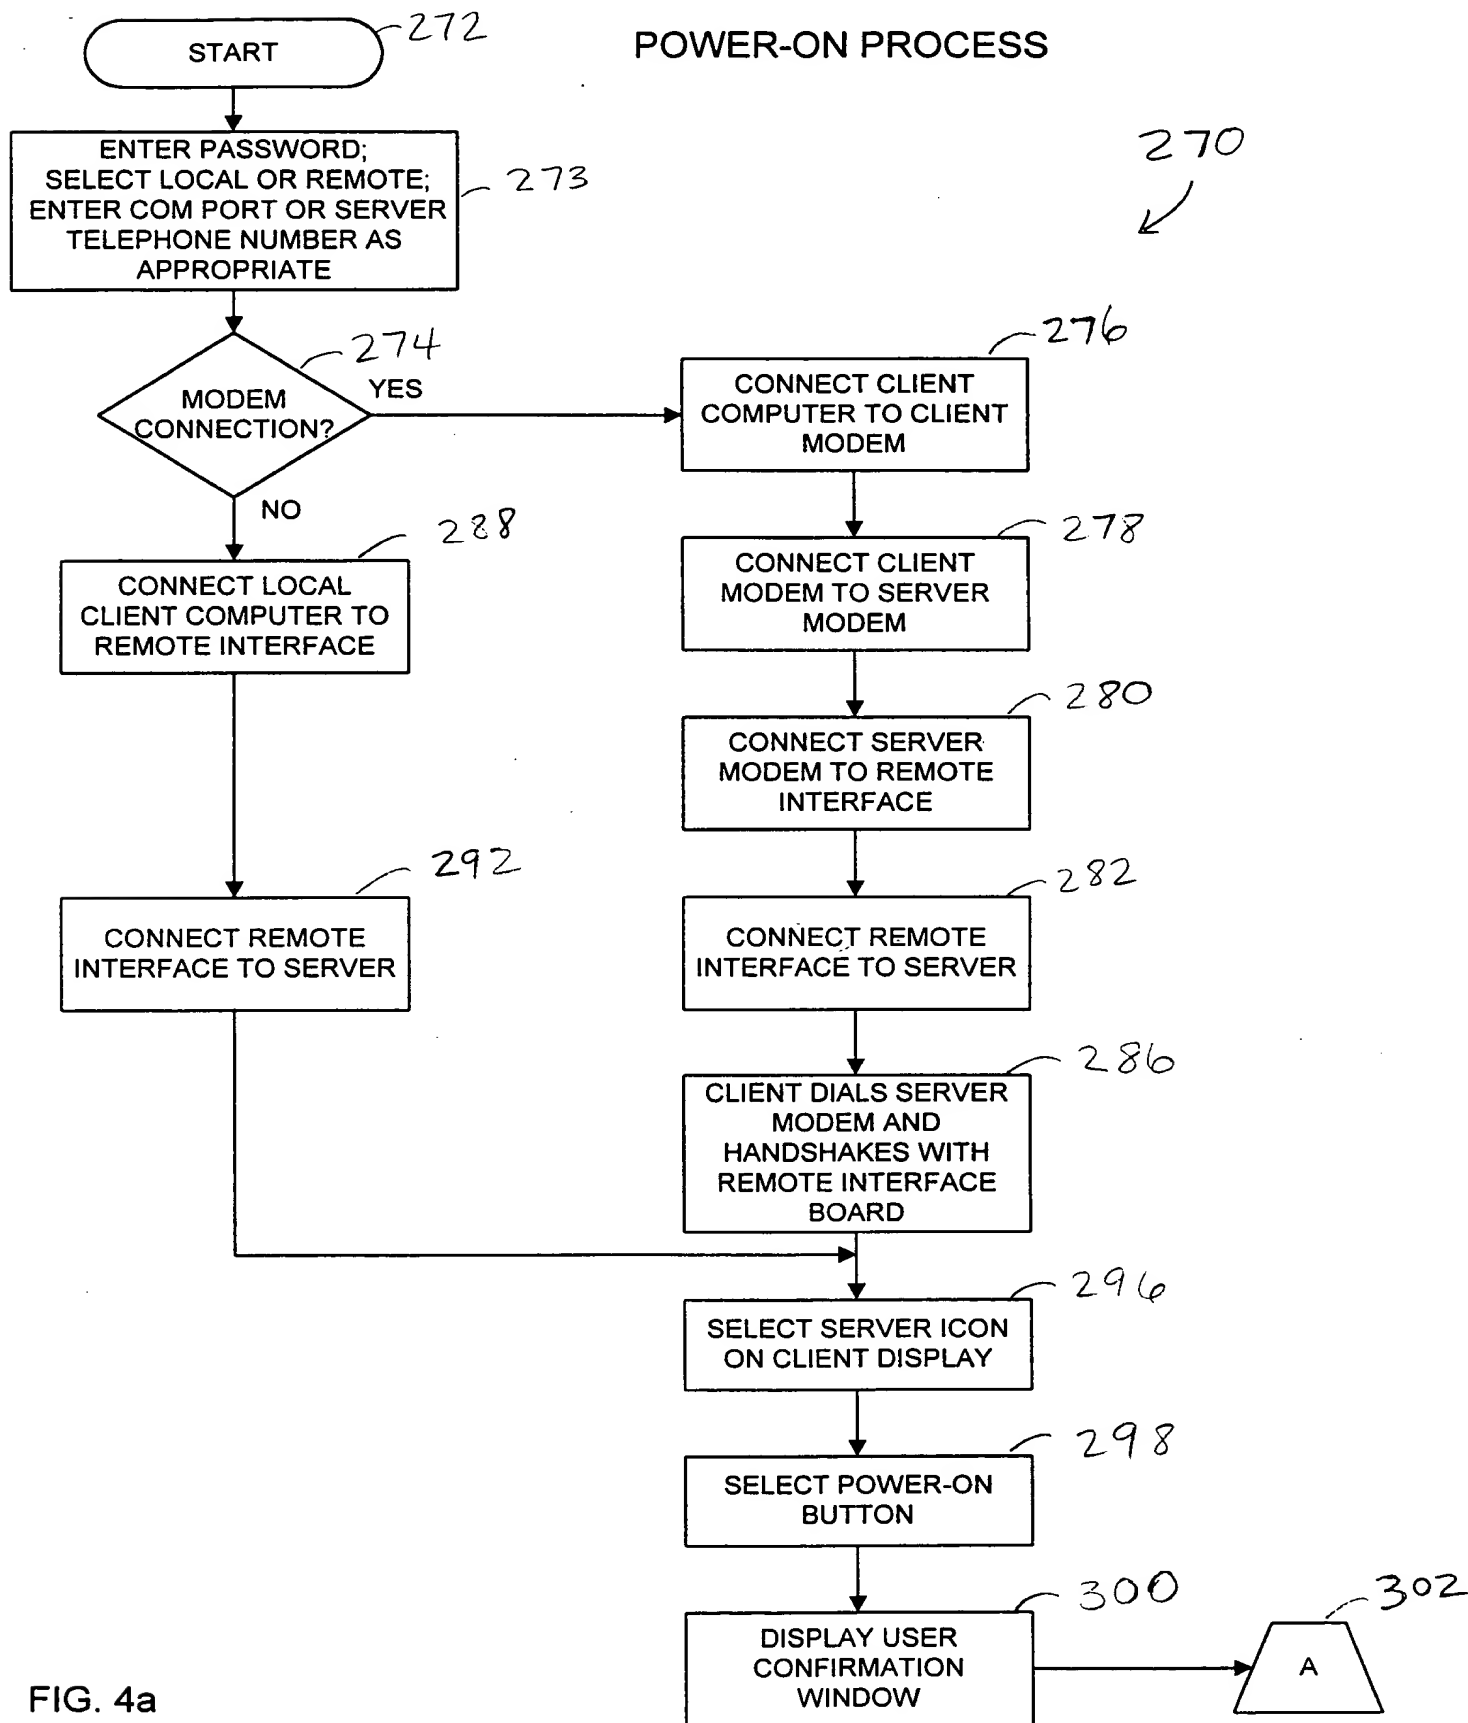 START
272
POWER-ON PROCESS
270
ENTER PASSWORD;
SELECT LOCAL OR REMOTE;
ENTER COM PORT OR SERVER
TELEPHONE NUMBER AS
APPROPRIATE
273
MODEM
CONNECTION?
274
YES
NO
276
CONNECT CLIENT
COMPUTER TO CLIENT
MODEM
288
CONNECT LOCAL
CLIENT COMPUTER TO
REMOTE INTERFACE
278
CONNECT CLIENT
MODEM TO SERVER
MODEM
280
CONNECT SERVER
MODEM TO REMOTE
INTERFACE
292
CONNECT REMOTE
INTERFACE TO SERVER
282
CONNECT REMOTE
INTERFACE TO SERVER
286
CLIENT DIALS SERVER
MODEM AND
HANDSHAKES WITH
REMOTE INTERFACE
BOARD
296
SELECT SERVER ICON
ON CLIENT DISPLAY
298
SELECT POWER-ON
BUTTON
300
DISPLAY USER
CONFIRMATION
WINDOW
302
A
FIG. 4a